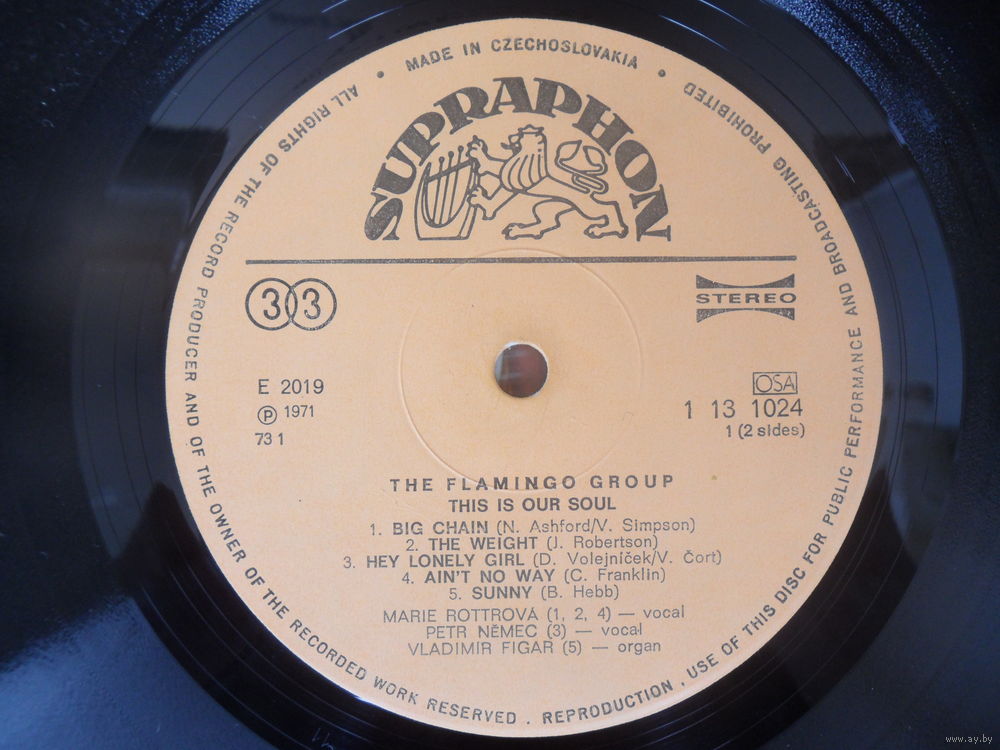 MADE IN CZECHOSLOVAKIA
ALL RIGHTS OF THE RECORD PRODUCER AND OF THE OWNER OF THE RECORDED WORK RESERVED . REPRODUCTION , USE OF THIS DISC FOR PUBLIC PERFORMANCE AND BROADCASTING PROHIBITED
SUPRAPHON
33
STEREO
E 2019
Ⓟ 1971
73 1
OSA
1 13 1024
1 (2 sides)
THE FLAMINGO GROUP
THIS IS OUR SOUL
1. BIG CHAIN (N. Ashford/V. Simpson)
2. THE WEIGHT (J. Robertson)
3. HEY LONELY GIRL (D. Volejníček/V. Čort)
4. AIN'T NO WAY (C. Franklin)
5. SUNNY (B. Hebb)
MARIE ROTTROVÁ (1, 2, 4) — vocal
PETR NĚMEC (3) — vocal
VLADIMÍR FIGAR (5) — organ
www.ay.by